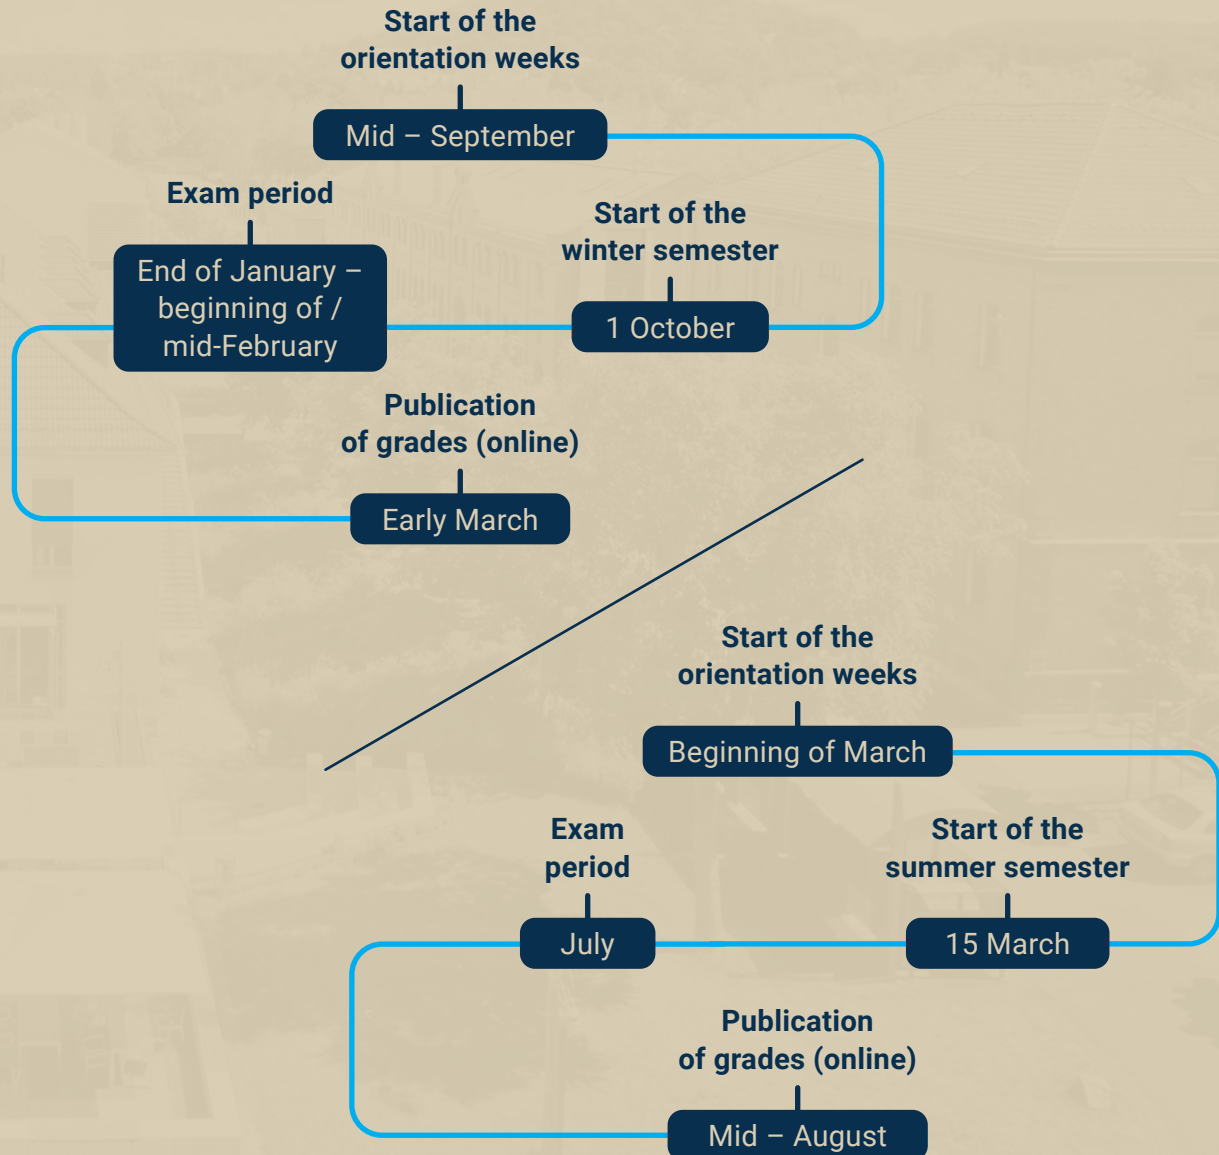 Start of the
orientation weeks
Mid – September
Start of the
winter semester
1 October
Exam period
End of January –
beginning of /
mid-February
Publication
of grades (online)
Early March
Start of the
orientation weeks
Beginning of March
Start of the
summer semester
15 March
Exam
period
July
Publication
of grades (online)
Mid – August